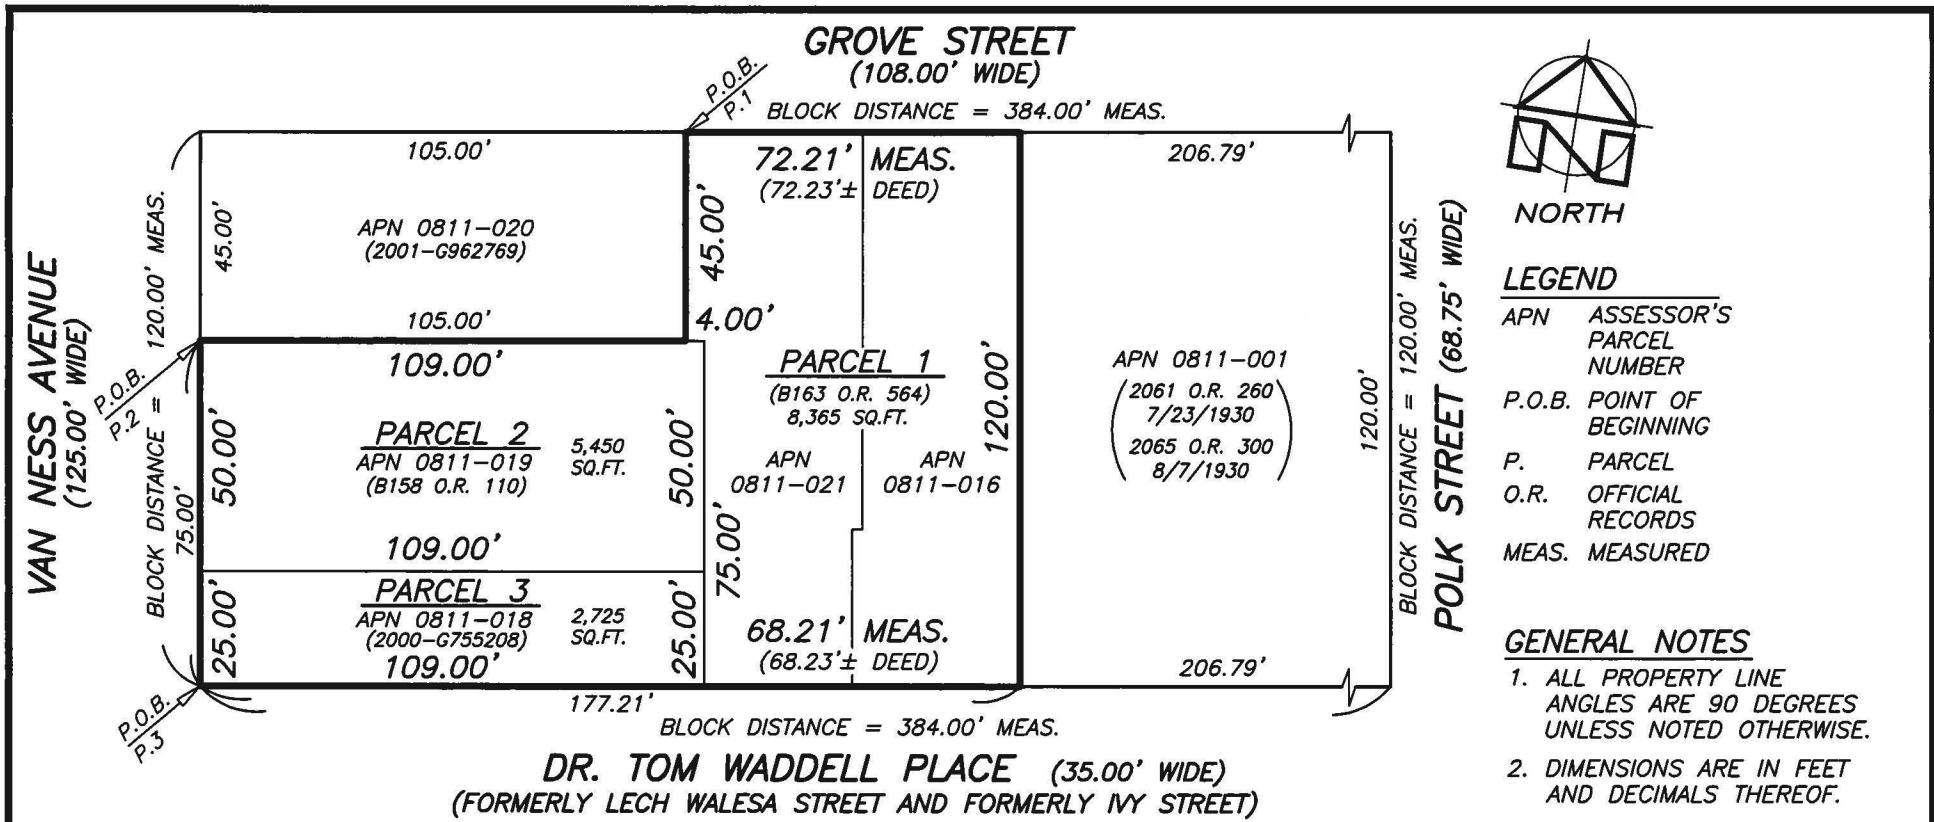 GROVE STREET
(108.00' WIDE)
BLOCK DISTANCE = 384.00' MEAS.
P.O.B.
P.1
105.00'
72.21' MEAS.
(72.23'± DEED)
206.79'
NORTH
VAN NESS AVENUE
(125.00' WIDE)
BLOCK DISTANCE = 120.00' MEAS.
45.00'
APN 0811-020
(2001-G962769)
45.00'
105.00'
4.00'
P.O.B.
P.2
109.00'
75.00'
50.00'
PARCEL 2
APN 0811-019
(B158 O.R. 110)
5,450
SQ.FT.
50.00'
109.00'
PARCEL 1
(B163 O.R. 564)
8,365 SQ.FT.
APN
0811-021
APN
0811-016
120.00'
75.00'
APN 0811-001
(2061 O.R. 260
7/23/1930
2065 O.R. 300
8/7/1930)
120.00'
BLOCK DISTANCE = 120.00' MEAS.
POLK STREET (68.75' WIDE)
25.00'
PARCEL 3
APN 0811-018
(2000-G755208)
2,725
SQ.FT.
25.00'
109.00'
68.21' MEAS.
(68.23'± DEED)
206.79'
P.O.B.
P.3
177.21'
BLOCK DISTANCE = 384.00' MEAS.
DR. TOM WADDELL PLACE (35.00' WIDE)
(FORMERLY LECH WALESA STREET AND FORMERLY IVY STREET)
LEGEND
APN ASSESSOR'S
PARCEL
NUMBER
P.O.B. POINT OF
BEGINNING
P. PARCEL
O.R. OFFICIAL
RECORDS
MEAS. MEASURED
GENERAL NOTES
1. ALL PROPERTY LINE
ANGLES ARE 90 DEGREES
UNLESS NOTED OTHERWISE.
2. DIMENSIONS ARE IN FEET
AND DECIMALS THEREOF.